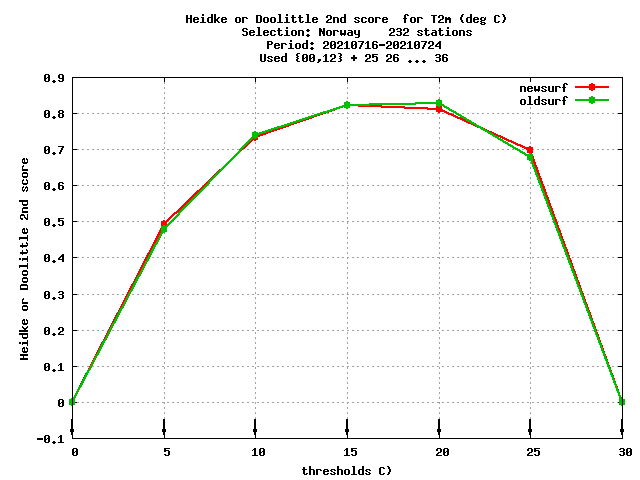 Heidke or Doolittle 2nd score  for T2m (deg C)
Selection: Norway    232 stations
Period: 20210716-20210724
Used {00,12} + 25 26 ... 36
newsurf
oldsurf
Heidke or Doolittle 2nd score
0.9
0.8
0.7
0.6
0.5
0.4
0.3
0.2
0.1
0
-0.1
0 5 10 15 20 25 30
thresholds C)